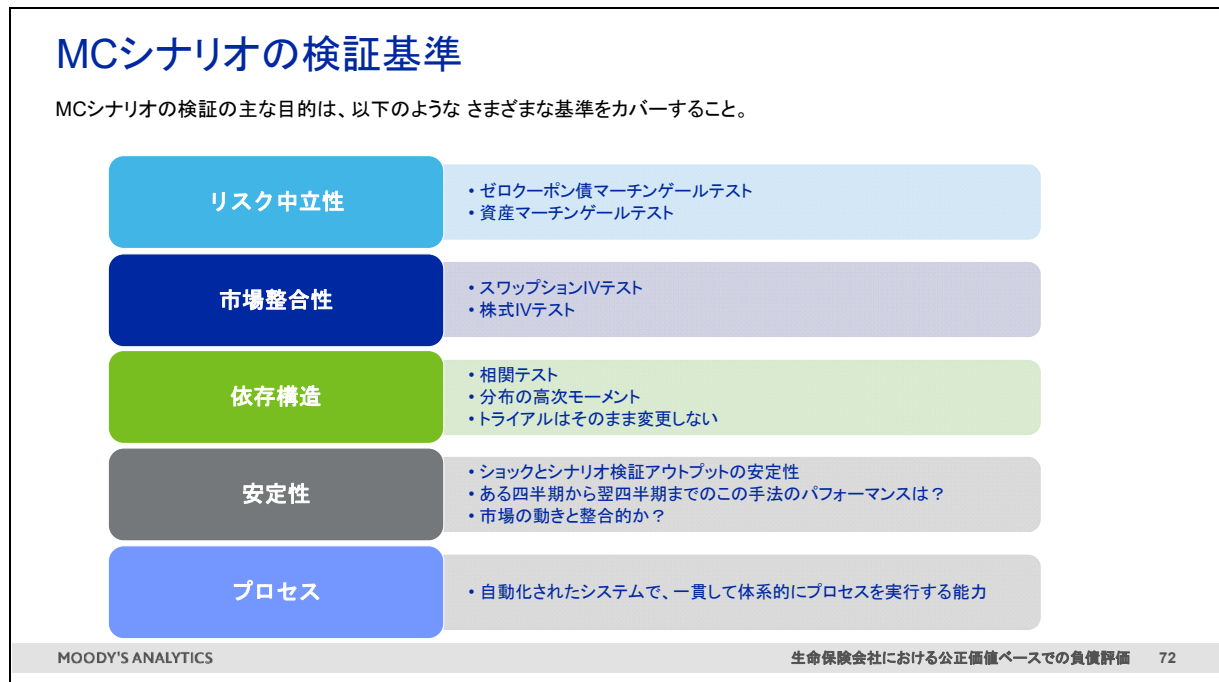 MCシナリオの検証基準
MCシナリオの検証の主な目的は、以下のような さまざまな基準をカバーすること。
リスク中立性
• ゼロクーポン債マーチンゲールテスト
• 資産マーチンゲールテスト
市場整合性
• スワップションIVテスト
• 株式IVテスト
依存構造
• 相関テスト
• 分布の高次モーメント
• トライアルはそのまま変更しない
安定性
• ショックとシナリオ検証アウトプットの安定性
• ある四半期から翌四半期までのこの手法のパフォーマンスは？
• 市場の動きと整合的か？
プロセス
• 自動化されたシステムで、一貫して体系的にプロセスを実行する能力
MOODY'S ANALYTICS
生命保険会社における公正価値ベースでの負債評価 72